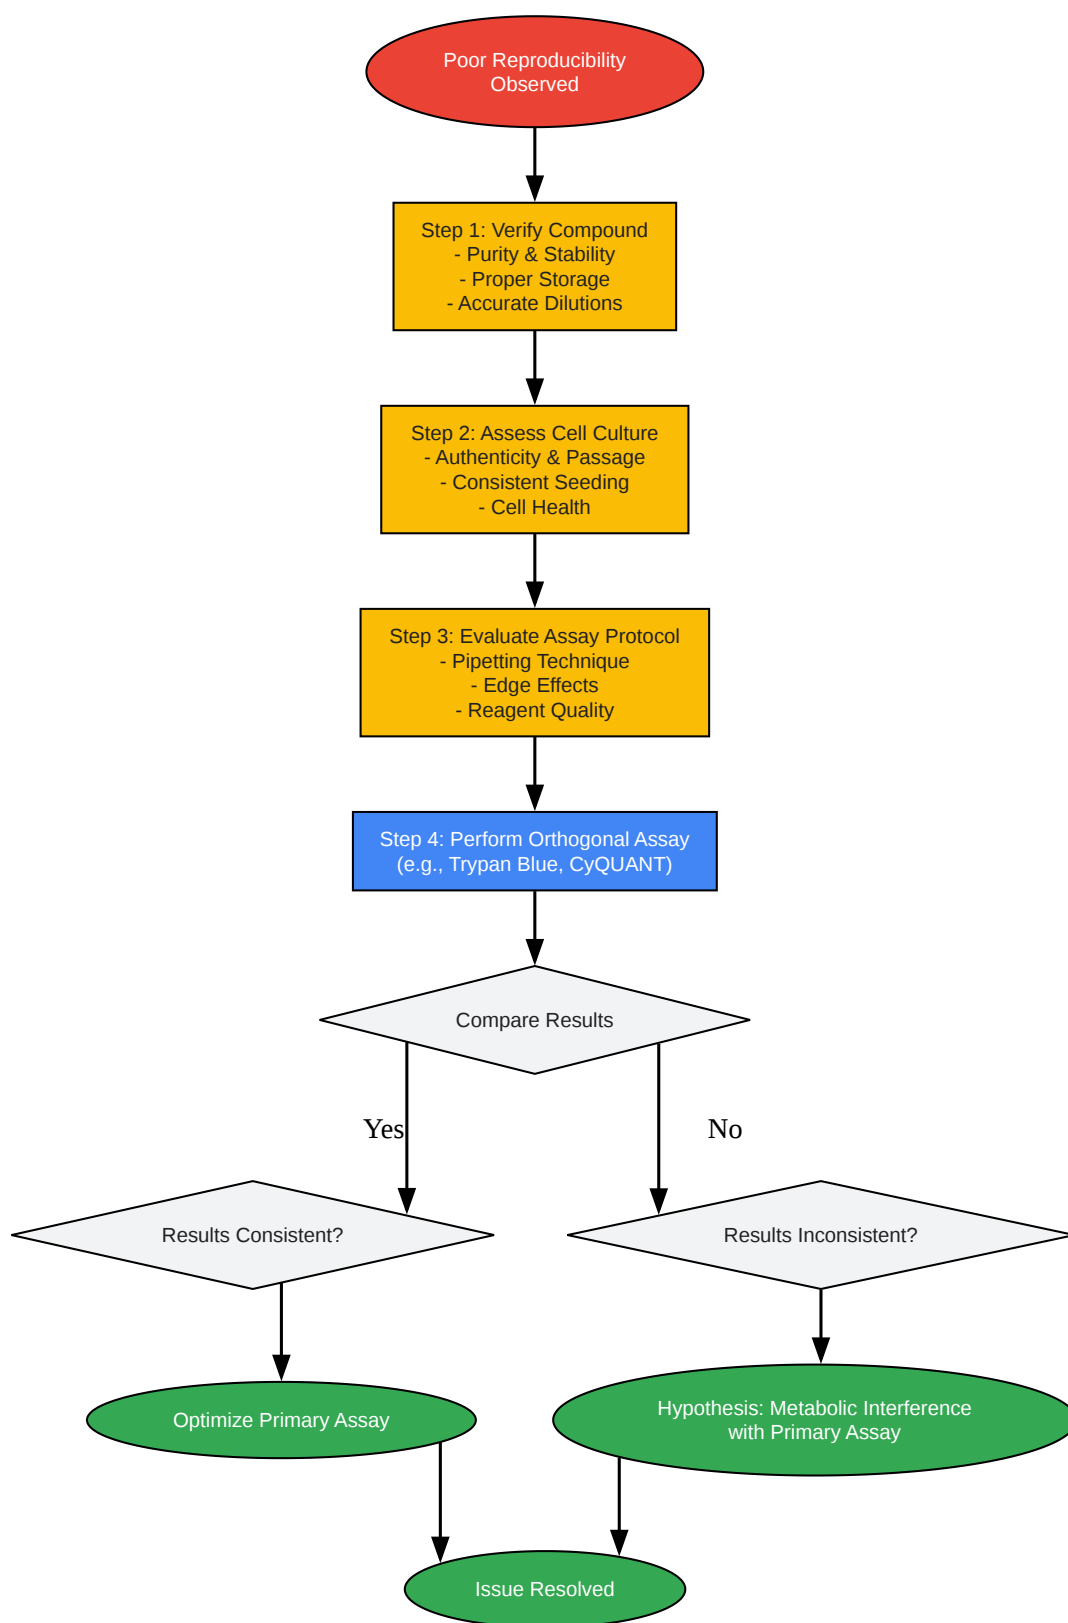 Poor Reproducibility
Observed
Step 1: Verify Compound
- Purity & Stability
- Proper Storage
- Accurate Dilutions
Step 2: Assess Cell Culture
- Authenticity & Passage
- Consistent Seeding
- Cell Health
Step 3: Evaluate Assay Protocol
- Pipetting Technique
- Edge Effects
- Reagent Quality
Step 4: Perform Orthogonal Assay
(e.g., Trypan Blue, CyQUANT)
Compare Results
Yes
No
Results Consistent?
Results Inconsistent?
Optimize Primary Assay
Hypothesis: Metabolic Interference
with Primary Assay
Issue Resolved